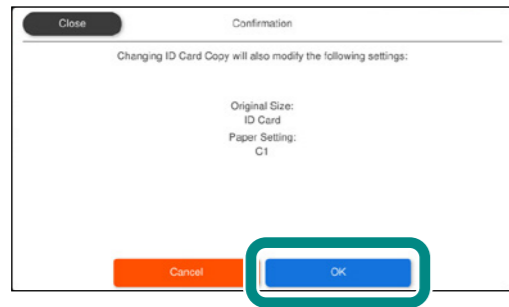 Close
Confirmation
Changing ID Card Copy will also modify the following settings:
Original Size:
ID Card
Paper Setting:
C1
Cancel
OK